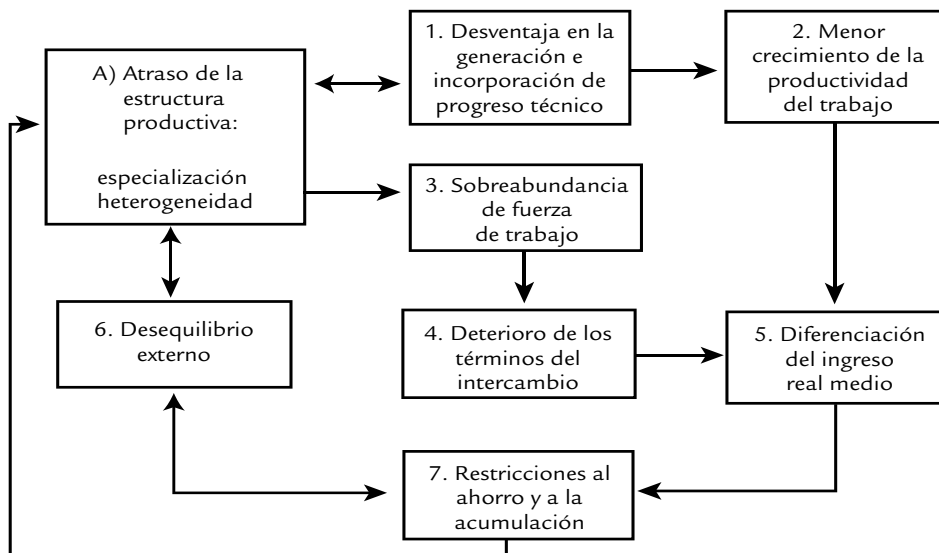 A) Atraso de la
estructura
productiva:
especialización
heterogeneidad
1. Desventaja en la
generación e
incorporación de
progreso técnico
2. Menor
crecimiento de la
productividad
del trabajo
3. Sobreabundancia
de fuerza
de trabajo
4. Deterioro de los
términos del
intercambio
5. Diferenciación
del ingreso
real medio
6. Desequilibrio
externo
7. Restricciones al
ahorro y a la
acumulación